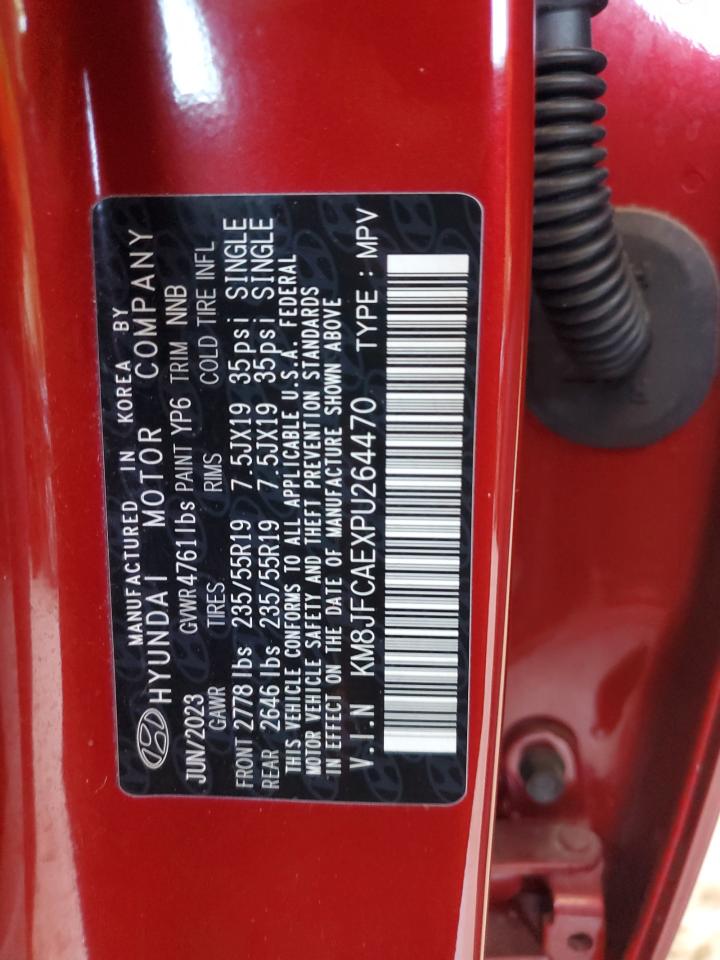 MANUFACTURED IN KOREA BY
HYUNDAI MOTOR COMPANY
JUN/2023 GVWR4761lbs PAINT YP6 TRIM NNB
GAWR TIRES RIMS COLD TIRE INFL
FRONT 2778 lbs 235/55R19 7.5JX19 35psi SINGLE
REAR 2646 lbs 235/55R19 7.5JX19 35psi SINGLE
THIS VEHICLE CONFORMS TO ALL APPLICABLE U.S.A. FEDERAL
MOTOR VEHICLE SAFETY AND THEFT PREVENTION STANDARDS
IN EFFECT ON THE DATE OF MANUFACTURE SHOWN ABOVE
V.I.N KM8JFCAEXPU264470 TYPE : MPV